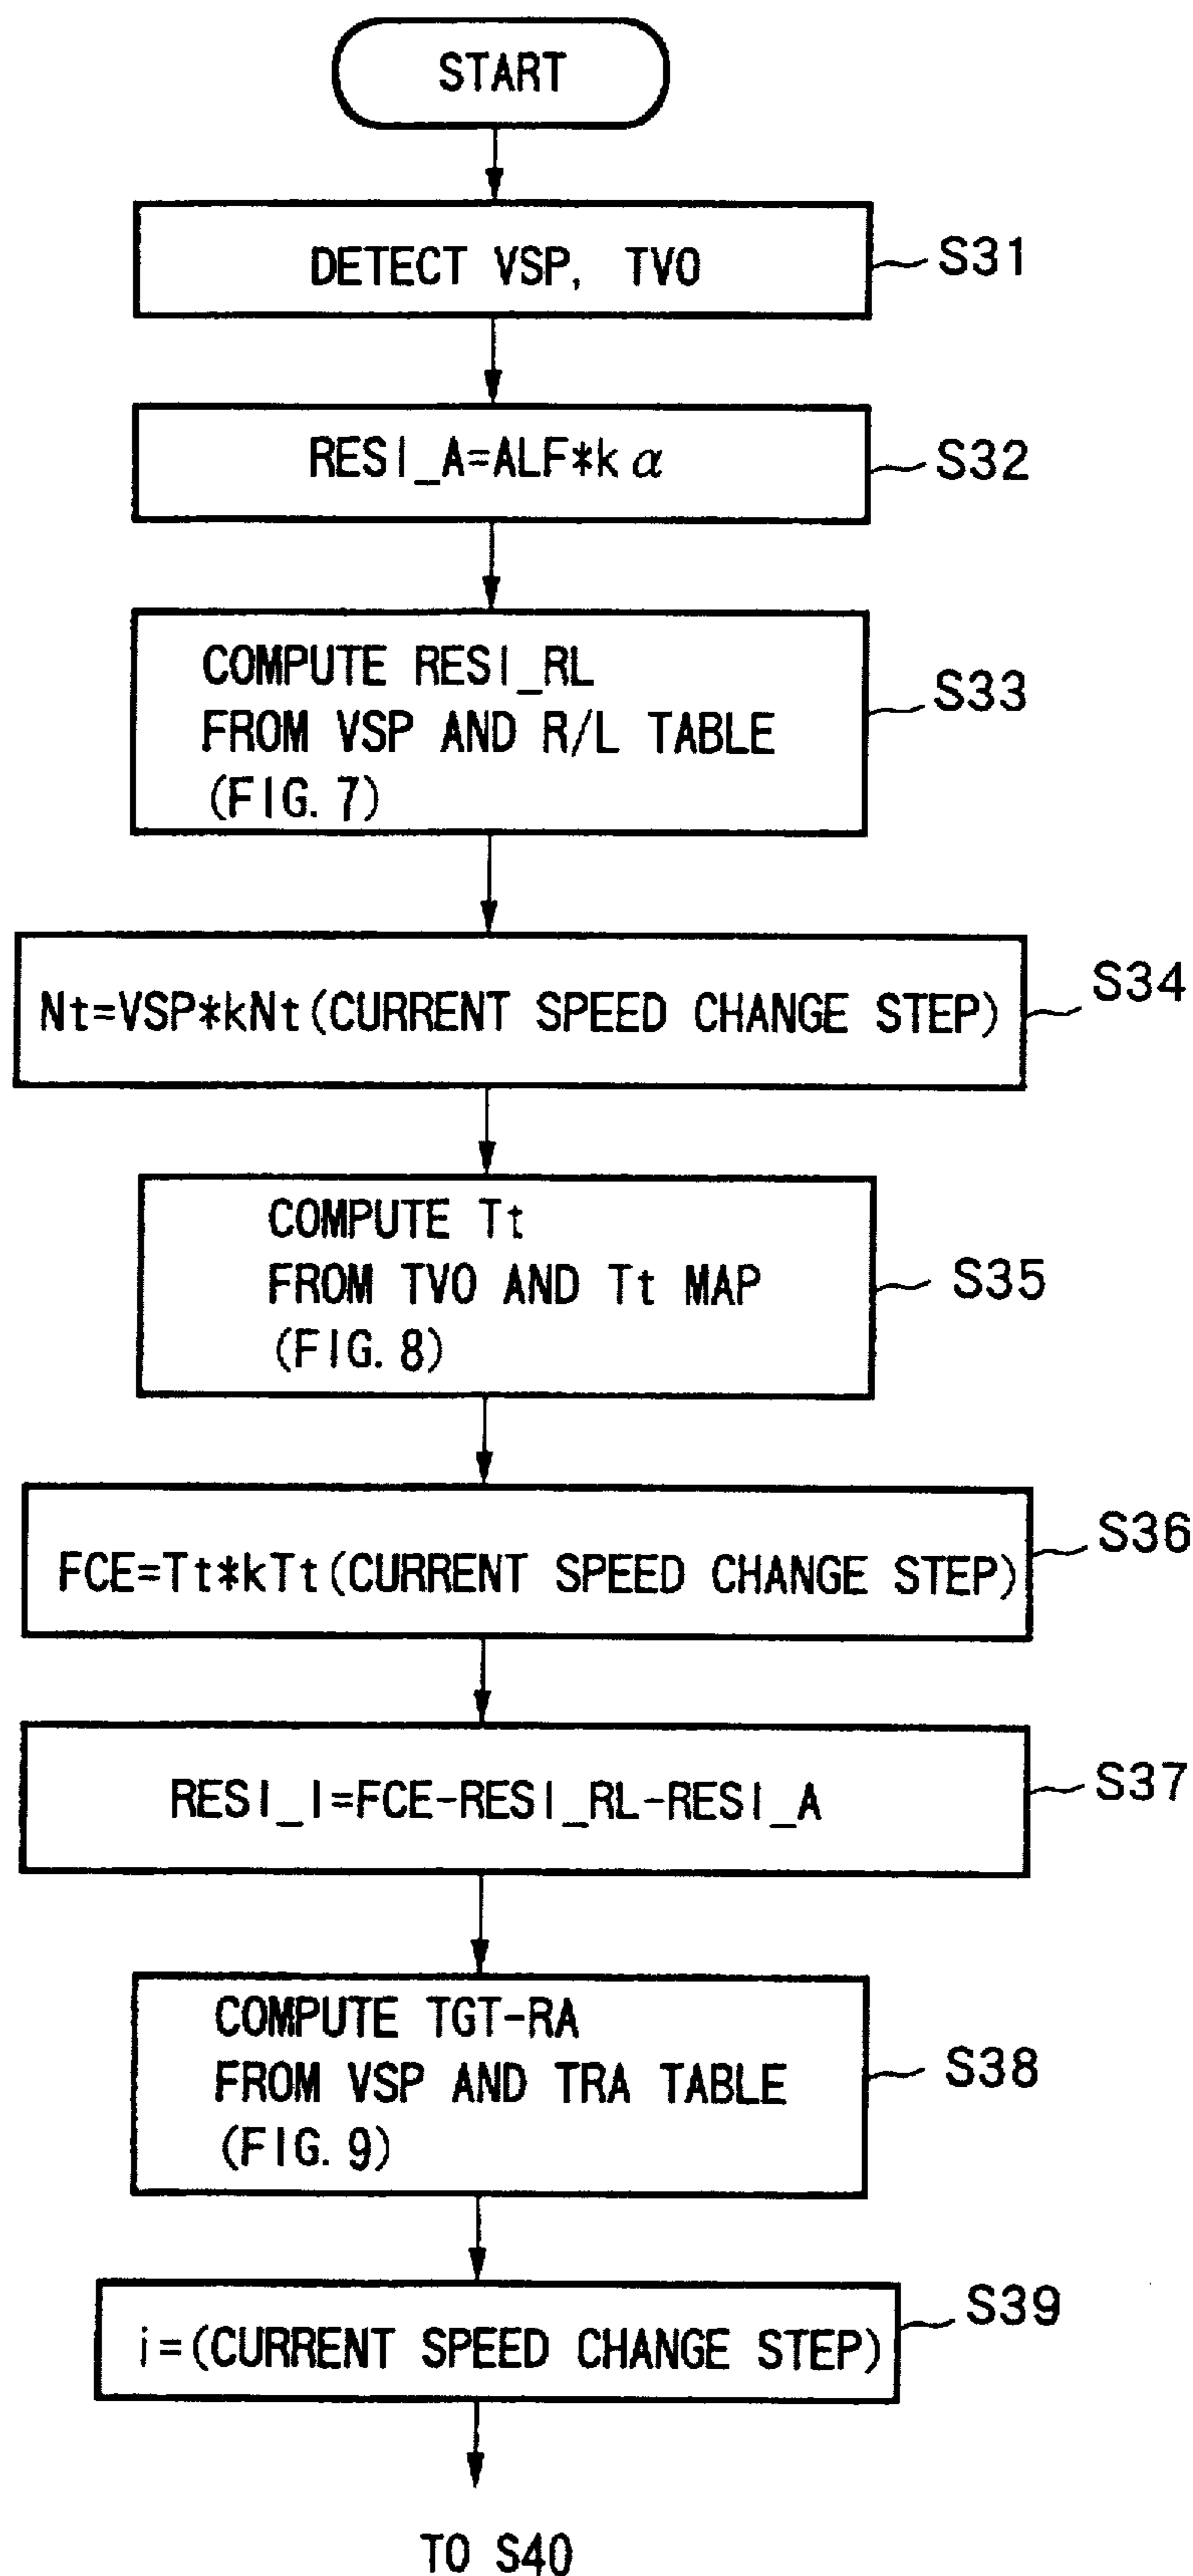 START
DETECT VSP, TVO
S31
RESI_A=ALF*kα
S32
COMPUTE RESI_RL
FROM VSP AND R/L TABLE
(FIG. 7)
S33
Nt=VSP*kNt(CURRENT SPEED CHANGE STEP)
S34
COMPUTE Tt
FROM TVO AND Tt MAP
(FIG. 8)
S35
FCE=Tt*kTt(CURRENT SPEED CHANGE STEP)
S36
RESI_I=FCE-RESI_RL-RESI_A
S37
COMPUTE TGT-RA
FROM VSP AND TRA TABLE
(FIG. 9)
S38
i=(CURRENT SPEED CHANGE STEP)
S39
TO S40